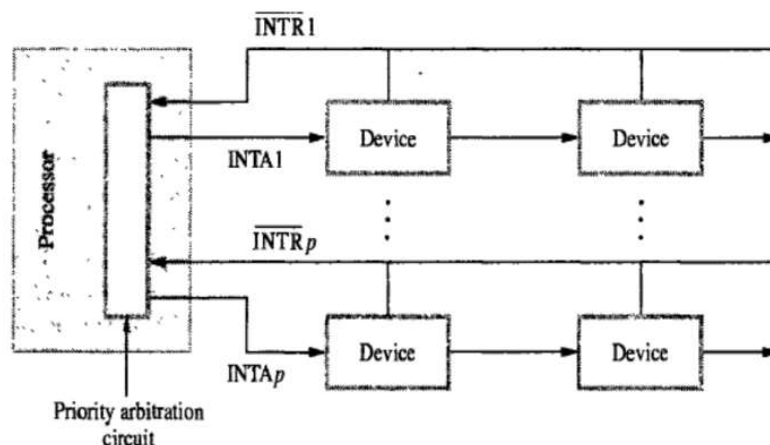 INTR1
Processor
Device
Device
INTA1
INTRp
Device
Device
INTAp
Priority arbitration
circuit